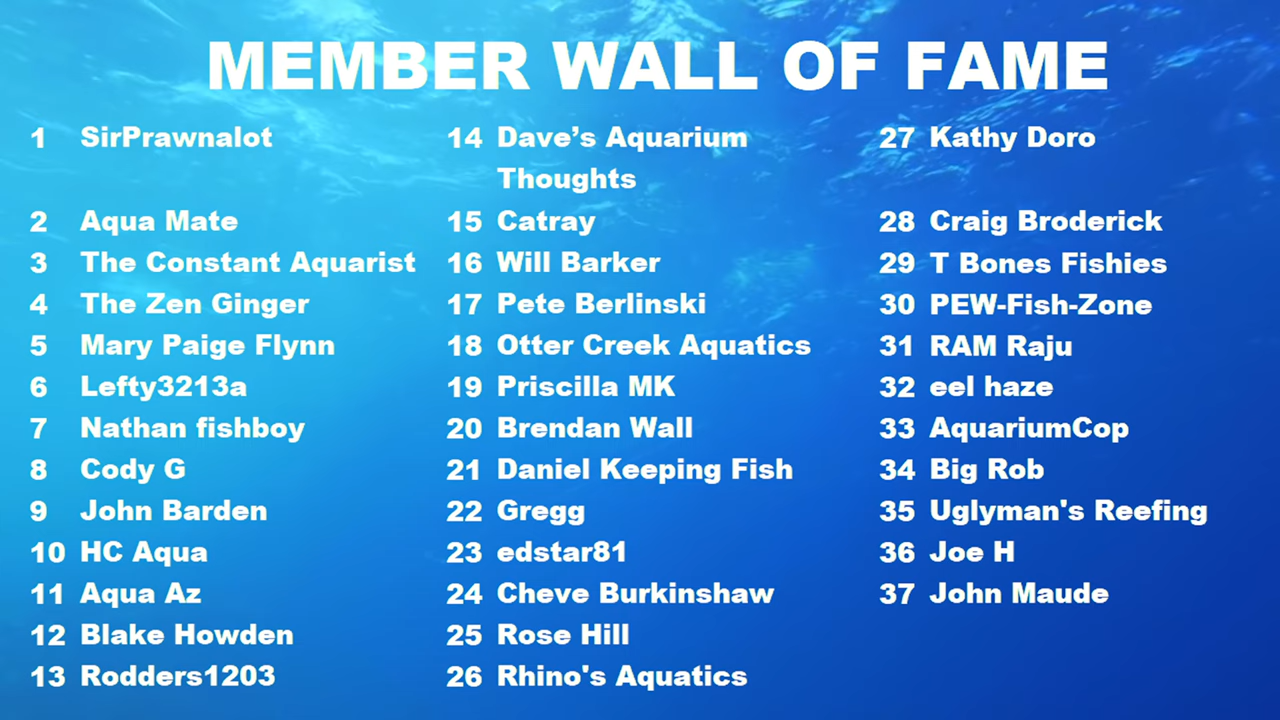 MEMBER WALL OF FAME
1 SirPrawnalot
2 Aqua Mate
3 The Constant Aquarist
4 The Zen Ginger
5 Mary Paige Flynn
6 Lefty3213a
7 Nathan fishboy
8 Cody G
9 John Barden
10 HC Aqua
11 Aqua Az
12 Blake Howden
13 Rodders1203
14 Dave’s Aquarium
Thoughts
15 Catray
16 Will Barker
17 Pete Berlinski
18 Otter Creek Aquatics
19 Priscilla MK
20 Brendan Wall
21 Daniel Keeping Fish
22 Gregg
23 edstar81
24 Cheve Burkinshaw
25 Rose Hill
26 Rhino's Aquatics
27 Kathy Doro
28 Craig Broderick
29 T Bones Fishies
30 PEW-Fish-Zone
31 RAM Raju
32 eel haze
33 AquariumCop
34 Big Rob
35 Uglyman's Reefing
36 Joe H
37 John Maude